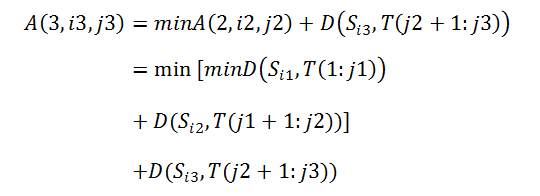 A(3, i3, j3) = minA(2, i2, j2) + D(S_{i3}, T(j2 + 1: j3))
= min [minD(S_{i1}, T(1: j1))
+ D(S_{i2}, T(j1 + 1: j2))]
+D(S_{i3}, T(j2 + 1: j3))